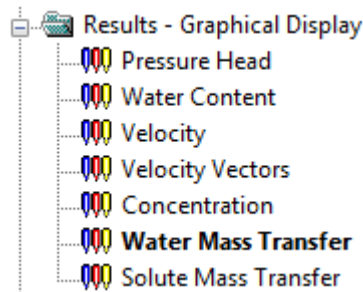 Results - Graphical Display
Pressure Head
Water Content
Velocity
Velocity Vectors
Concentration
Water Mass Transfer
Solute Mass Transfer